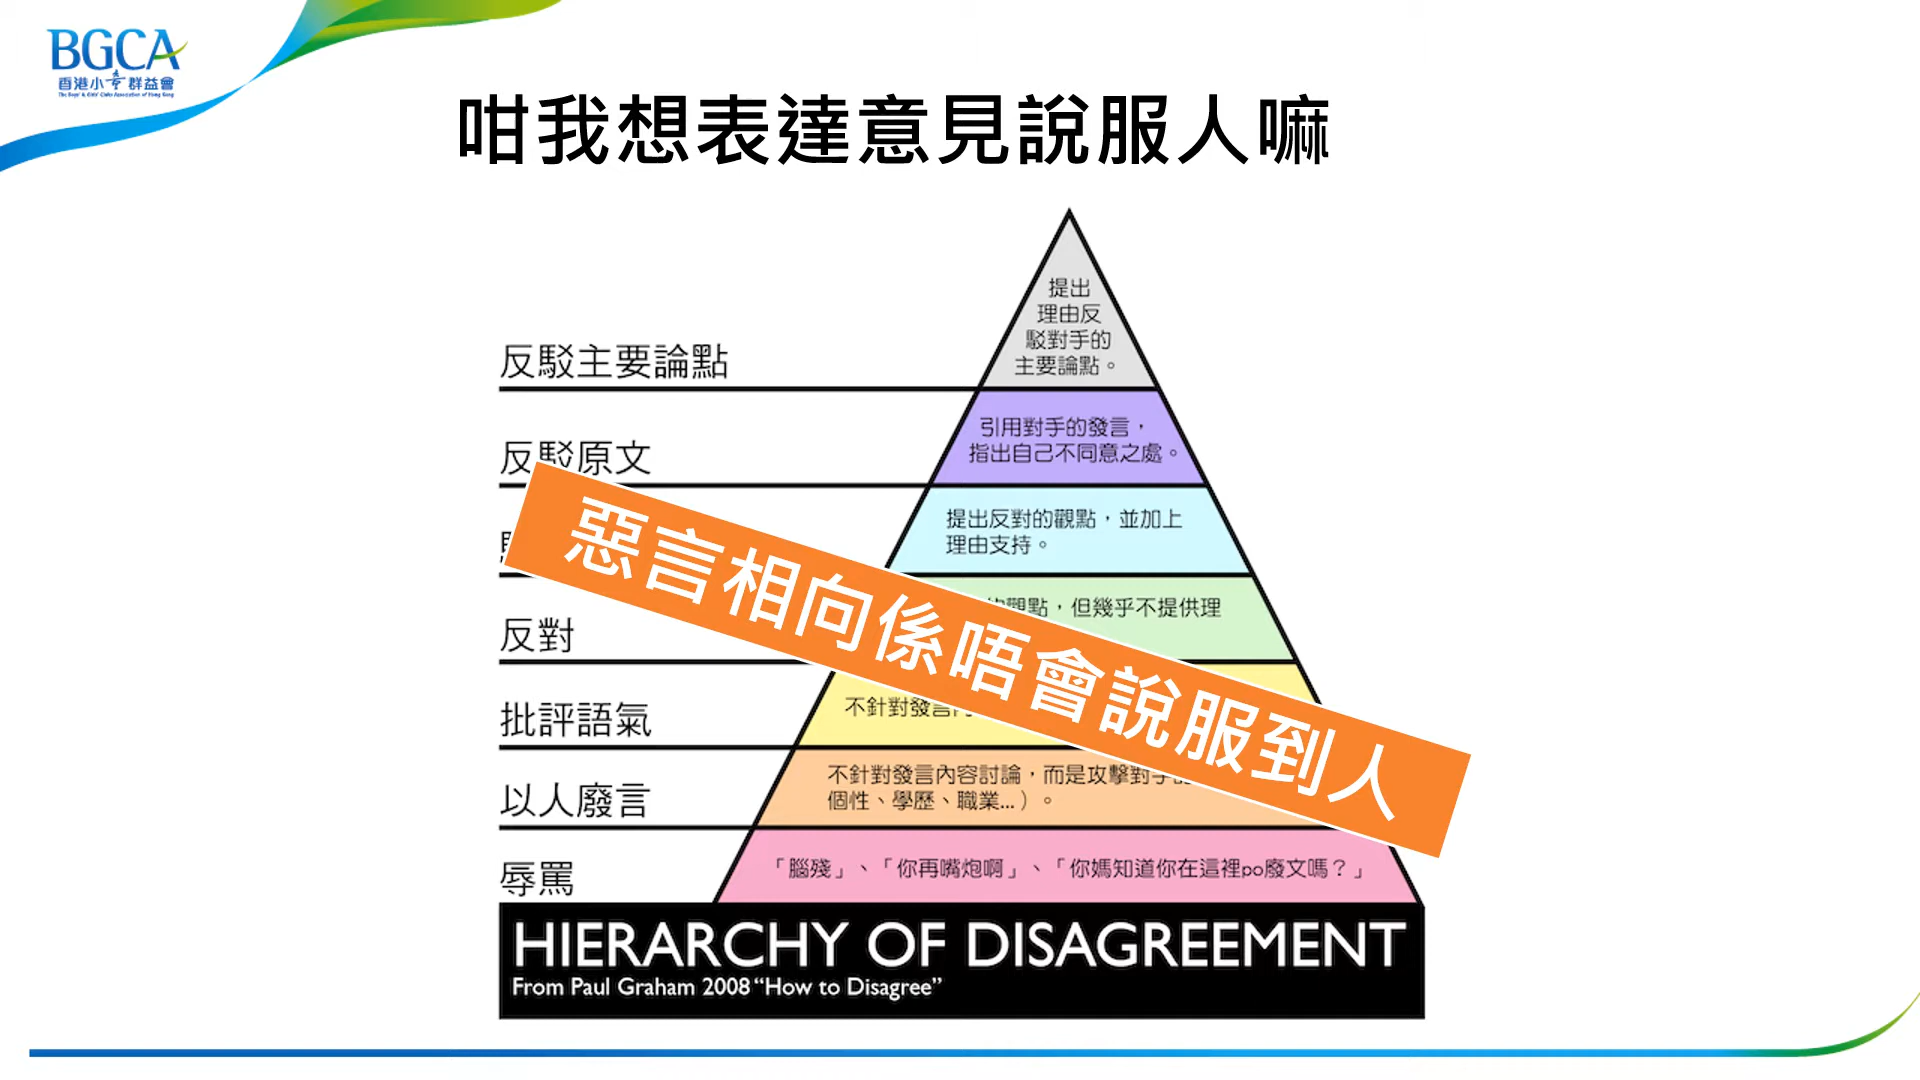 BGCA
香港小童群益會
The Boys' & Girls' Clubs Association of Hong Kong
咁我想表達意見說服人嘛
提出
理由反
駁對手的
主要論點。
反駁主要論點
引用對手的發言，
指出自己不同意之處。
反駁原文
提出反對的觀點，並加上
理由支持。
惡言相向係唔會說服到人
觀點，但幾乎不提供理
反對
不針對發言內
批評語氣
不針對發言內容討論，而是攻擊對手
個性、學歷、職業...）。
以人廢言
「腦殘」、「你再嘴炮啊」、「你媽知道你在這裡po廢文嗎？」
辱罵
HIERARCHY OF DISAGREEMENT
From Paul Graham 2008 “How to Disagree”